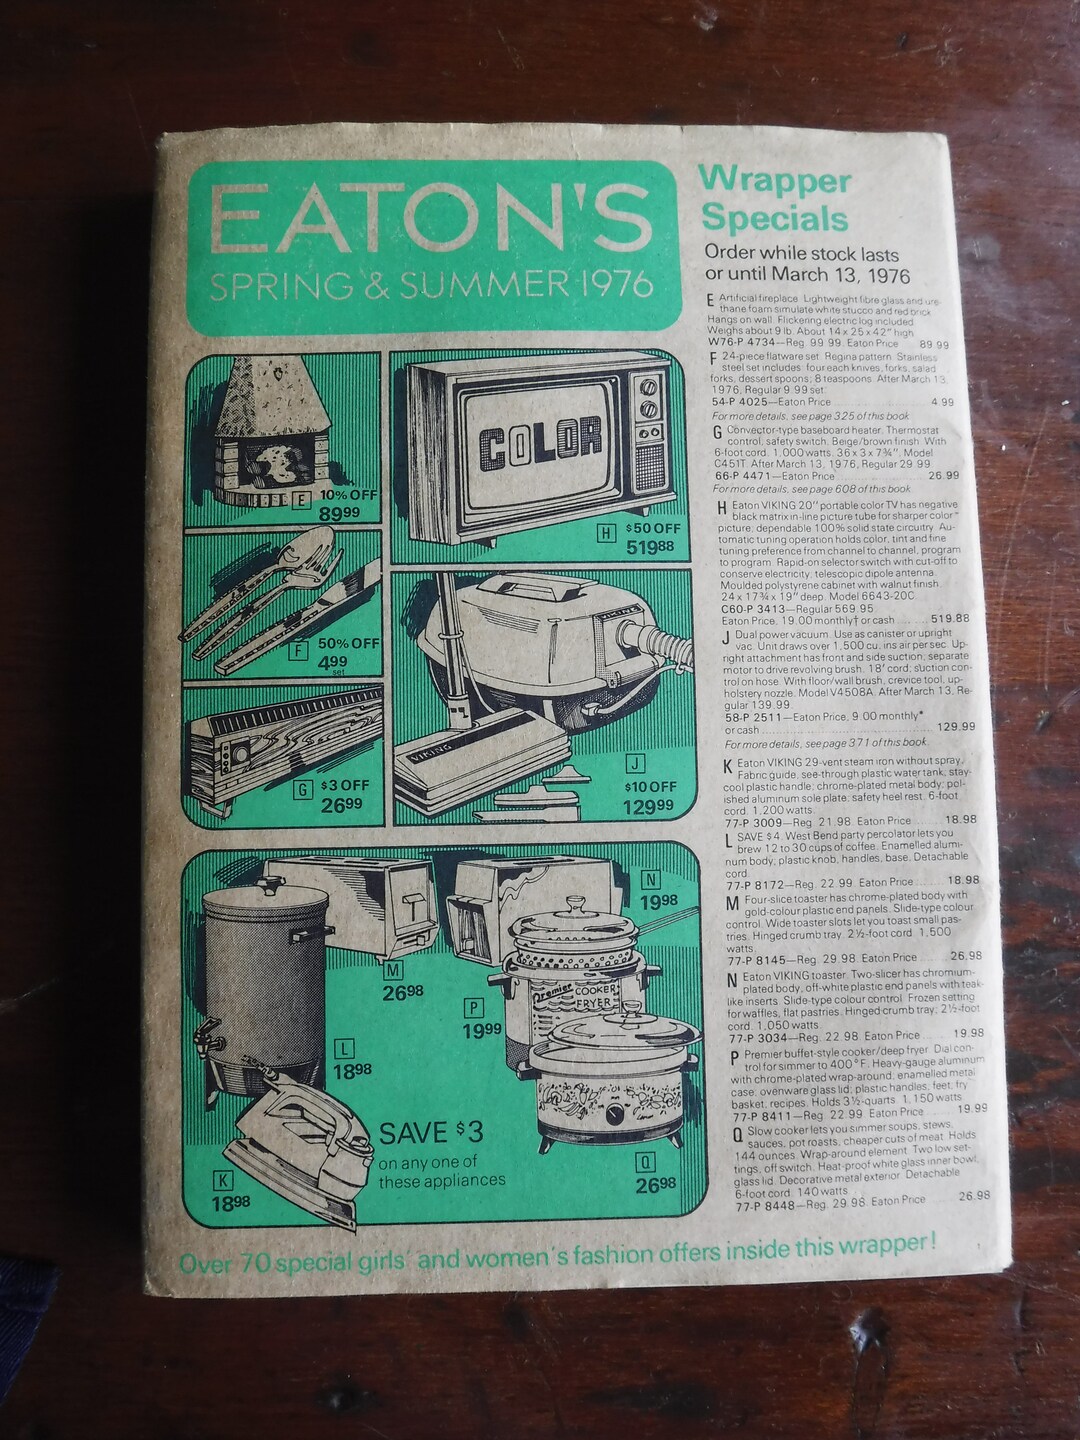 EATON'S
SPRING & SUMMER 1976
E 10% OFF
8999
COLOR
H $50 OFF
51988
F 50% OFF
499
set
G $3 OFF
2699
VIKING
VIKING
J
$10 OFF
12999
N
1998
M
2698
Premier COOKER
FRYER
P
1999
L
1898
SAVE $3
on any one of
these appliances
K
1898
Q
2698
Wrapper
Specials
Order while stock lasts
or until March 13, 1976
E Artificial fireplace. Lightweight fibre glass and ure-
thane foam simulate white stucco and red brick.
Hangs on wall. Flickering electric log included.
Weighs about 9 lb. About 14 x 25 x 42" high.
W76-P 4734—Reg. 99.99. Eaton Price 89.99
F 24-piece flatware set. Regina pattern. Stainless
steel set includes: four each knives, forks, salad
forks, dessert spoons; 8 teaspoons. After March 13,
1976, Regular 9.99 set.
54-P 4025—Eaton Price 4.99
For more details, see page 325 of this book
G Convector-type baseboard heater. Thermostat
control, safety switch. Beige/brown finish. With
6-foot cord. 1,000 watts. 36 x 3 x 7¾". Model
C451T. After March 13, 1976, Regular 29.99
66-P 4471—Eaton Price 26.99
For more details, see page 608 of this book
H Eaton VIKING 20" portable color TV has negative
black matrix in-line picture tube for sharper color
picture; dependable 100% solid state circuitry. Au-
tomatic tuning operation holds color, tint and fine
tuning preference from channel to channel, program
to program. Rapid-on selector switch with cut-off to
conserve electricity; telescopic dipole antenna.
Moulded polystyrene cabinet with walnut finish.
24 x 17¾ x 19" deep. Model 6643-20C.
C60-P 3413—Regular 569.95
Eaton Price, 19.00 monthly† or cash ........ 519.88
J Dual power vacuum. Use as canister or upright
vac. Unit draws over 1,500 cu. ins air per sec. Up-
right attachment has front and side suction; separate
motor to drive revolving brush. 18' cord; suction con-
trol on hose. With floor/wall brush, crevice tool, up-
holstery nozzle. Model V4508A. After March 13, Re-
gular 139.99
58-P 2511—Eaton Price, 9.00 monthly*
or cash ........ 129.99
For more details, see page 371 of this book.
K Eaton VIKING 29-vent steam iron without spray.
Fabric guide, see-through plastic water tank, stay-
cool plastic handle; chrome-plated metal body; pol-
ished aluminum sole plate; safety heel rest. 6-foot
cord. 1,200 watts.
77-P 3009—Reg. 21.98. Eaton Price ........ 18.98
L SAVE $4. West Bend party percolator lets you
brew 12 to 30 cups of coffee. Enamelled alumi-
num body; plastic knob, handles, base. Detachable
cord.
77-P 8172—Reg. 22.99. Eaton Price ........ 18.98
M Four-slice toaster has chrome-plated body with
gold-colour plastic end panels. Slide-type colour
control. Wide toaster slots let you toast small pas-
tries. Hinged crumb tray. 2½-foot cord. 1,500
watts.
77-P 8145—Reg. 29.98. Eaton Price ........ 26.98
N Eaton VIKING toaster. Two-slicer has chromium-
plated body, off-white plastic end panels with teak-
like inserts. Slide-type colour control. Frozen setting
for waffles, flat pastries. Hinged crumb tray; 2½-foot
cord. 1,050 watts.
77-P 3034—Reg. 22.98. Eaton Price ........ 19.98
P Premier buffet-style cooker/deep fryer. Dial con-
trol for simmer to 400°F. Heavy-gauge aluminum
with chrome-plated wrap-around; enamelled metal
case, ovenware glass lid; plastic handles, feet; fry
basket, recipes. Holds 3½-quarts. 1,150 watts.
77-P 8411—Reg. 22.99. Eaton Price ........ 19.99
Q Slow cooker lets you simmer soups, stews,
sauces, pot roasts, cheaper cuts of meat. Holds
144 ounces. Wrap-around element. Two low set-
tings, off switch. Heat-proof white glass inner bowl,
glass lid. Decorative metal exterior. Detachable
6-foot cord. 140 watts.
77-P 8448—Reg. 29.98. Eaton Price ........ 26.98
Over 70 special girls' and women's fashion offers inside this wrapper!